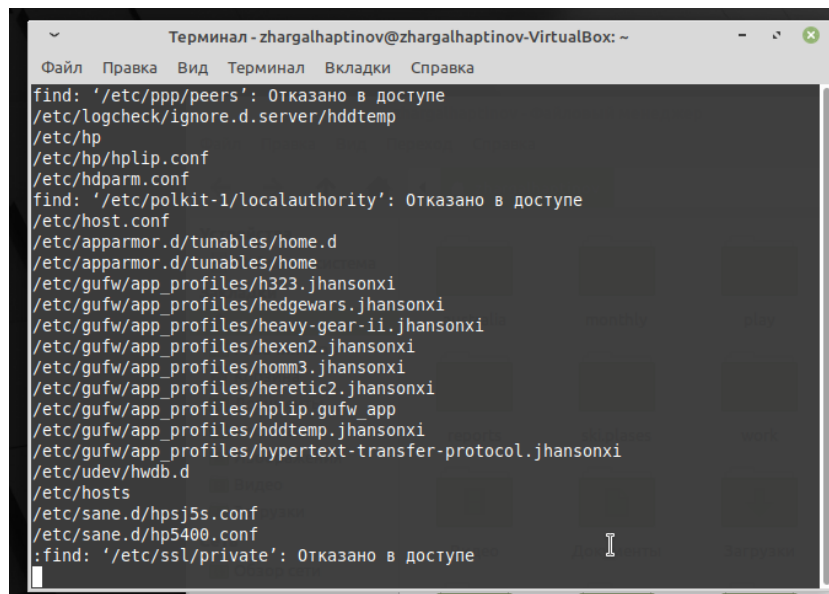 Терминал - zhargalhaptinov@zhargalhaptinov-VirtualBox: ~
Файл Правка Вид Терминал Вкладки Справка
find: ‘/etc/ppp/peers’: Отказано в доступе
/etc/logcheck/ignore.d.server/hddtemp
/etc/hp
/etc/hp/hplip.conf
/etc/hdparm.conf
find: ‘/etc/polkit-1/localauthority’: Отказано в доступе
/etc/host.conf
/etc/apparmor.d/tunables/home.d
/etc/apparmor.d/tunables/home
/etc/gufw/app_profiles/h323.jhansonxi
/etc/gufw/app_profiles/hedgewars.jhansonxi
/etc/gufw/app_profiles/heavy-gear-ii.jhansonxi
/etc/gufw/app_profiles/hexen2.jhansonxi
/etc/gufw/app_profiles/homm3.jhansonxi
/etc/gufw/app_profiles/heretic2.jhansonxi
/etc/gufw/app_profiles/hplip.gufw_app
/etc/gufw/app_profiles/hddtemp.jhansonxi
/etc/gufw/app_profiles/hypertext-transfer-protocol.jhansonxi
/etc/udev/hwdb.d
/etc/hosts
/etc/sane.d/hpsj5s.conf
/etc/sane.d/hp5400.conf
:find: ‘/etc/ssl/private’: Отказано в доступе